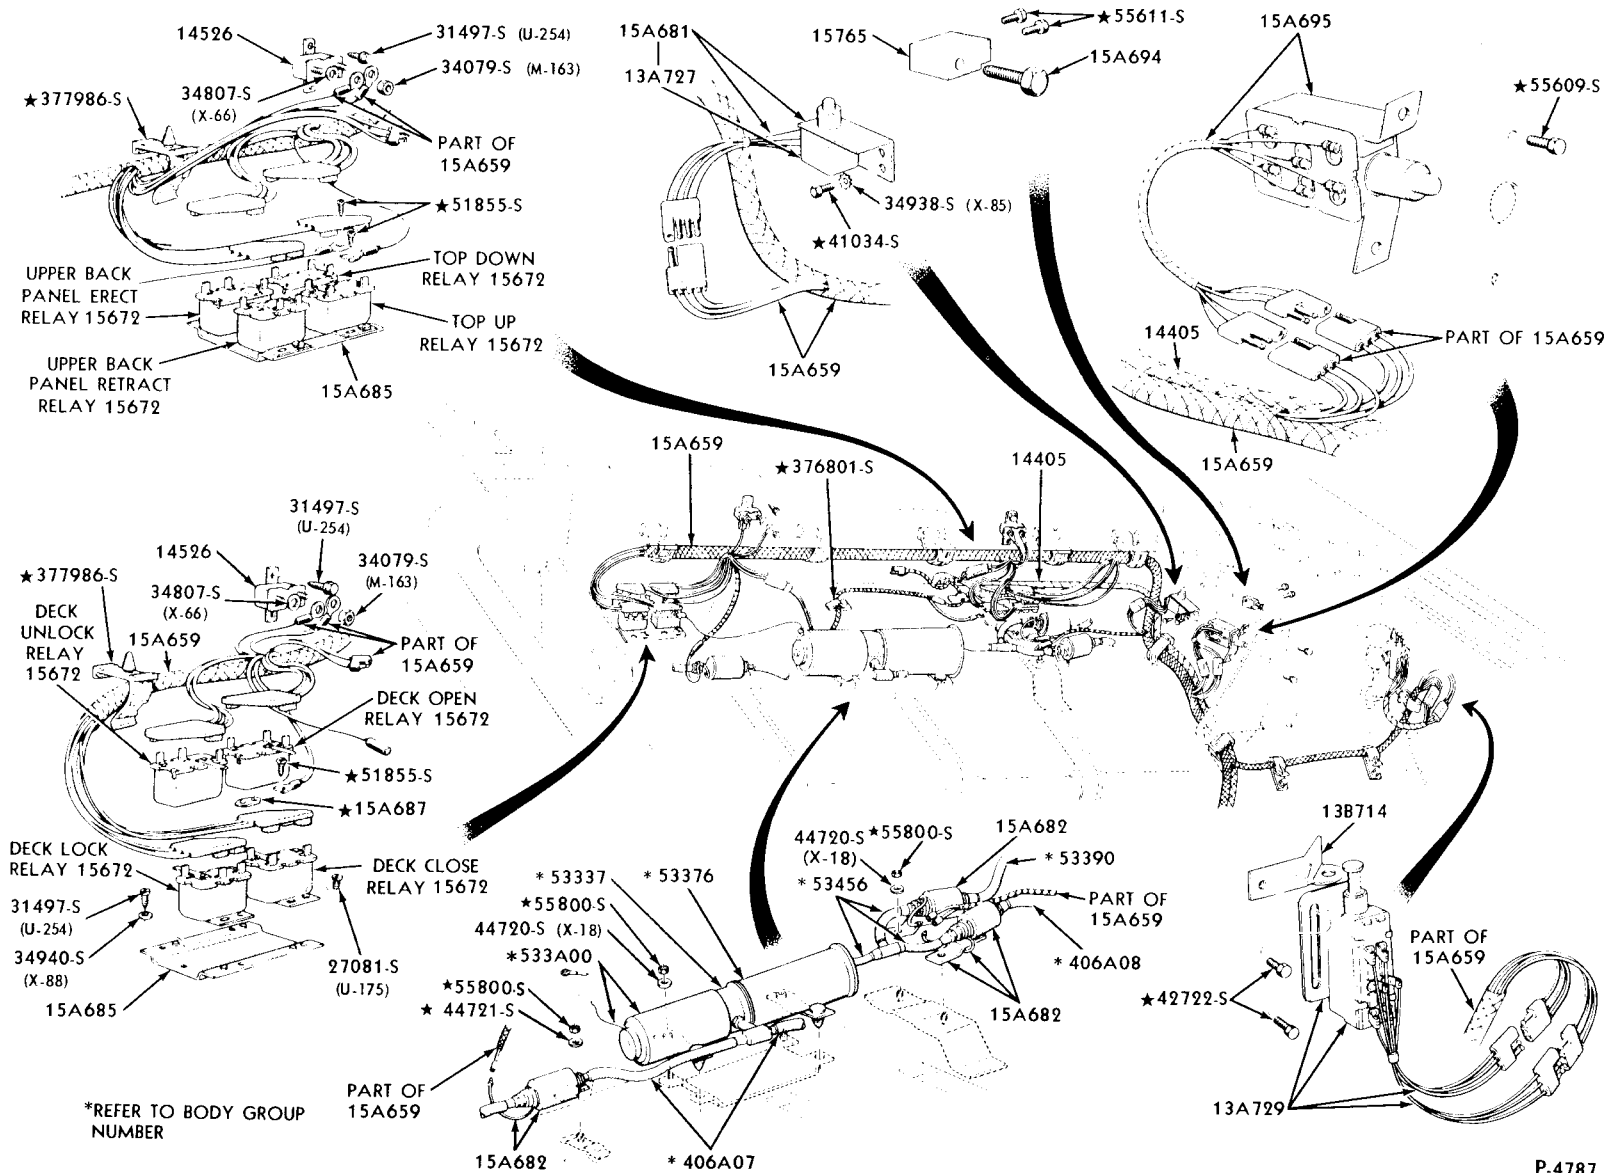 14526
31497-S (U-254)
34079-S (M-163)
34807-S
(X-66)
★377986-S
PART OF
15A659
★51855-S
UPPER BACK
PANEL ERECT
RELAY 15672
TOP DOWN
RELAY 15672
TOP UP
RELAY 15672
UPPER BACK
PANEL RETRACT
RELAY 15672
15A685
15A681
13A727
34938-S (X-85)
★41034-S
15A659
15765
★55611-S
15A694
15A695
★55609-S
14405
PART OF 15A659
15A659
15A659
★376801-S
14405
31497-S
(U-254)
14526
34079-S
(M-163)
★377986-S
34807-S
(X-66)
DECK
UNLOCK
RELAY
15672
15A659
PART OF
15A659
DECK OPEN
RELAY 15672
★51855-S
★15A687
DECK LOCK
RELAY 15672
DECK CLOSE
RELAY 15672
31497-S
(U-254)
34940-S
(X-88)
27081-S
(U-175)
15A685
*53337
*53376
★55800-S
44720-S (X-18)
*533A00
★55800-S
★ 44721-S
PART OF
15A659
15A682
*406A07
44720-S
(X-18)
★55800-S
15A682
*53390
*53456
PART OF
15A659
*406A08
15A682
13B714
PART OF
15A659
★42722-S
13A729
*REFER TO BODY GROUP
NUMBER
P-4787